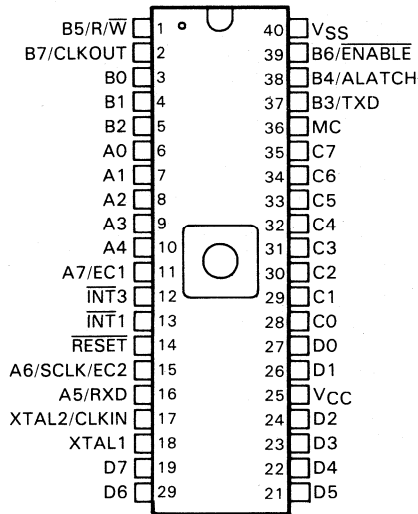 B5/R/W̅ 1 40 VSS
B7/CLKOUT 2 39 B6/E̅N̅A̅B̅L̅E̅
B0 3 38 B4/ALATCH
B1 4 37 B3/TXD
B2 5 36 MC
A0 6 35 C7
A1 7 34 C6
A2 8 33 C5
A3 9 32 C4
A4 10 31 C3
A7/EC1 11 30 C2
I̅N̅T̅3 12 29 C1
I̅N̅T̅1 13 28 C0
R̅E̅S̅E̅T̅ 14 27 D0
A6/SCLK/EC2 15 26 D1
A5/RXD 16 25 VCC
XTAL2/CLKIN 17 24 D2
XTAL1 18 23 D3
D7 19 22 D4
D6 29 21 D5